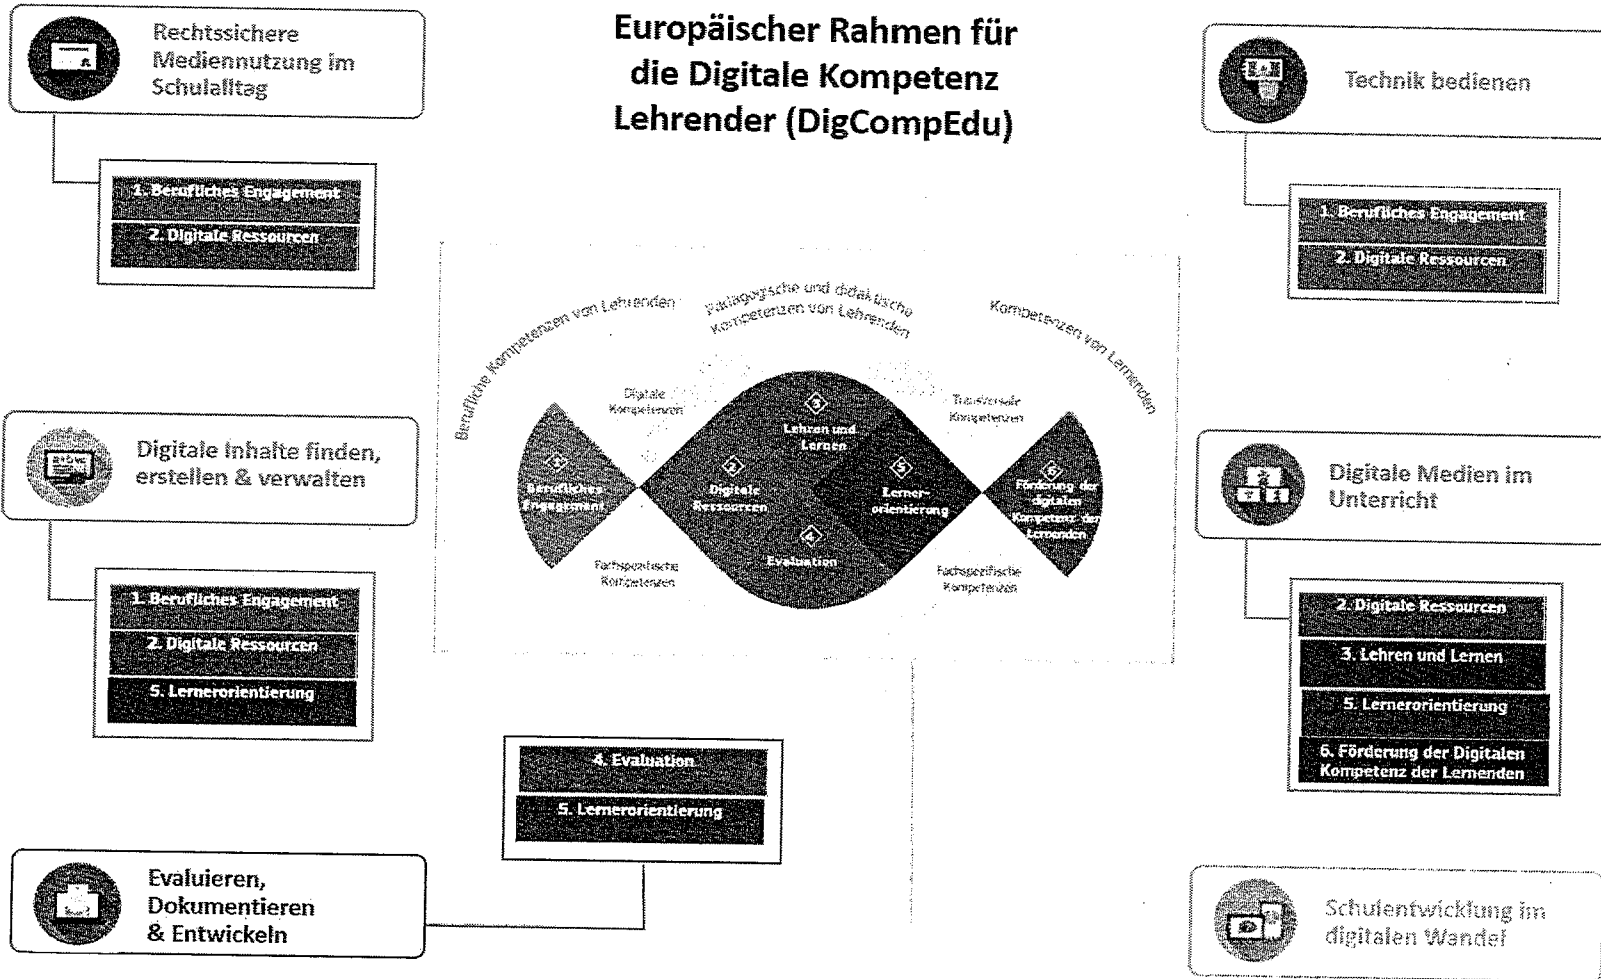 Europäischer Rahmen für
die Digitale Kompetenz
Lehrender (DigCompEdu)
Rechtssichere
Mediennutzung im
Schulalltag
1. Berufliches Engagement
2. Digitale Ressourcen
Technik bedienen
1. Berufliches Engagement
2. Digitale Ressourcen
Berufliche Kompetenzen von Lehrenden
Pädagogische und didaktische
Kompetenzen von Lehrenden
Kompetenzen von Lernenden
Digitale
Kompetenzen
Transversale
Kompetenzen
1
Berufliches
Engagement
2
Digitale
Ressourcen
3
Lehren und
Lernen
4
Evaluation
5
Lerner-
orientierung
6
Förderung der
digitalen
Kompetenz der
Lernenden
Fachspezifische
Kompetenzen
Fachspezifische
Kompetenzen
Digitale Inhalte finden,
erstellen & verwalten
1. Berufliches Engagement
2. Digitale Ressourcen
5. Lernerorientierung
Digitale Medien im
Unterricht
2. Digitale Ressourcen
3. Lehren und Lernen
5. Lernerorientierung
6. Förderung der Digitalen
Kompetenz der Lernenden
4. Evaluation
5. Lernerorientierung
Evaluieren,
Dokumentieren
& Entwickeln
Schulentwicklung im
digitalen Wandel